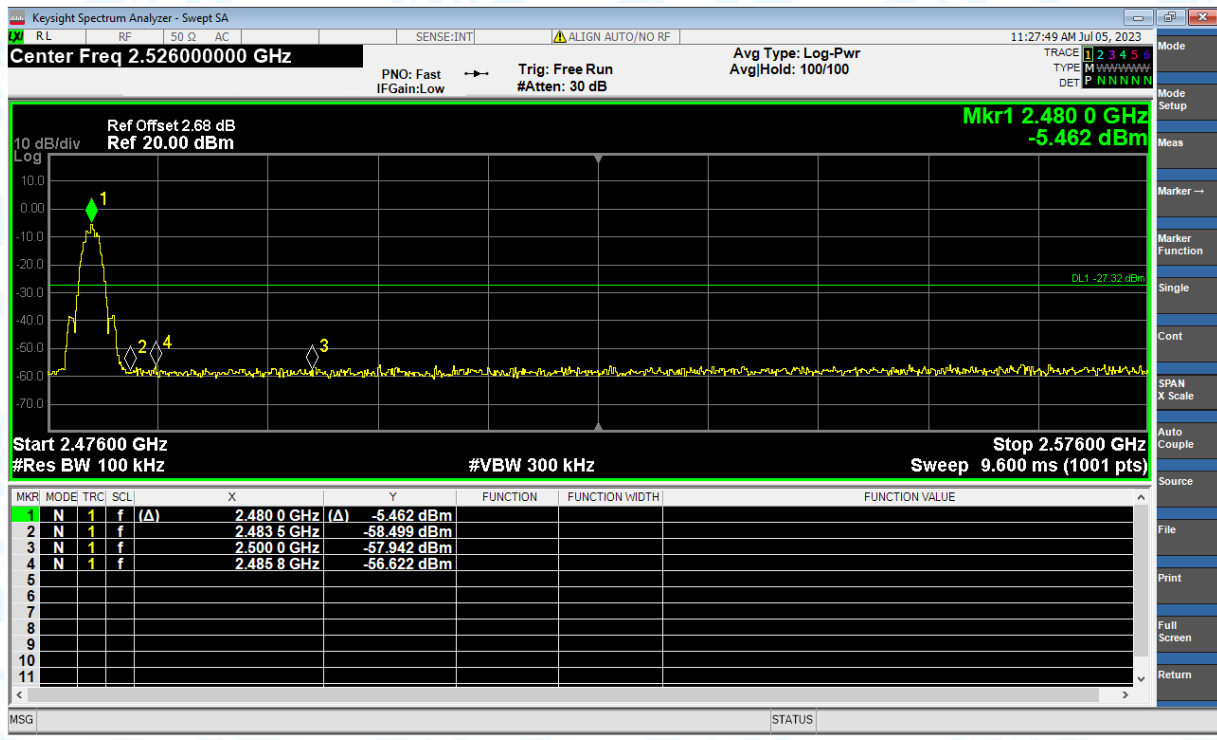 Keysight Spectrum Analyzer - Swept SA
LXI RL RF 50 Ω AC SENSE:INT ALIGN AUTO/NO RF 11:27:49 AM Jul 05, 2023
Center Freq 2.526000000 GHz
PNO: Fast
IFGain:Low
Trig: Free Run
#Atten: 30 dB
Avg Type: Log-Pwr
Avg|Hold: 100/100
TRACE 1 2 3 4 5 6
TYPE M WWWWW
DET P N N N N N
Ref Offset 2.68 dB
10 dB/div Ref 20.00 dBm
Log
Mkr1 2.480 0 GHz
-5.462 dBm
10.0
0.00
-10.0
-20.0
-30.0
-40.0
-50.0
-60.0
-70.0
1
2
4
3
DL1 -27.32 dBm
Start 2.47600 GHz Stop 2.57600 GHz
#Res BW 100 kHz #VBW 300 kHz Sweep 9.600 ms (1001 pts)
MKR MODE TRC SCL X Y FUNCTION FUNCTION WIDTH FUNCTION VALUE
1 N 1 f (Δ) 2.480 0 GHz (Δ) -5.462 dBm
2 N 1 f 2.483 5 GHz -58.499 dBm
3 N 1 f 2.500 0 GHz -57.942 dBm
4 N 1 f 2.485 8 GHz -56.622 dBm
5
6
7
8
9
10
11
MSG STATUS
Mode
Mode
Setup
Meas
Marker →
Marker
Function
Single
Cont
SPAN
X Scale
Auto
Couple
Source
File
Print
Full
Screen
Return